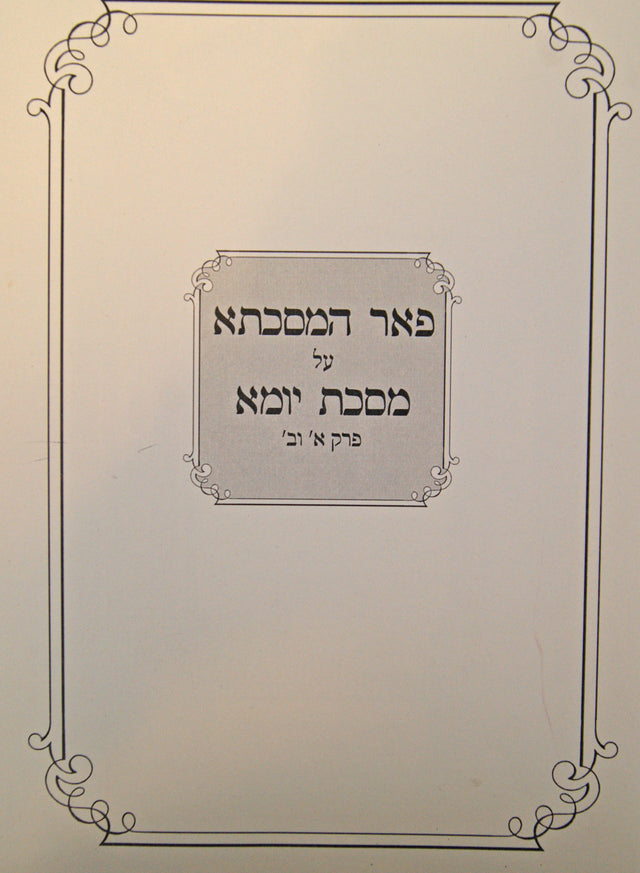 פאר המסכתא
על
מסכת יומא
פרק א' וב'